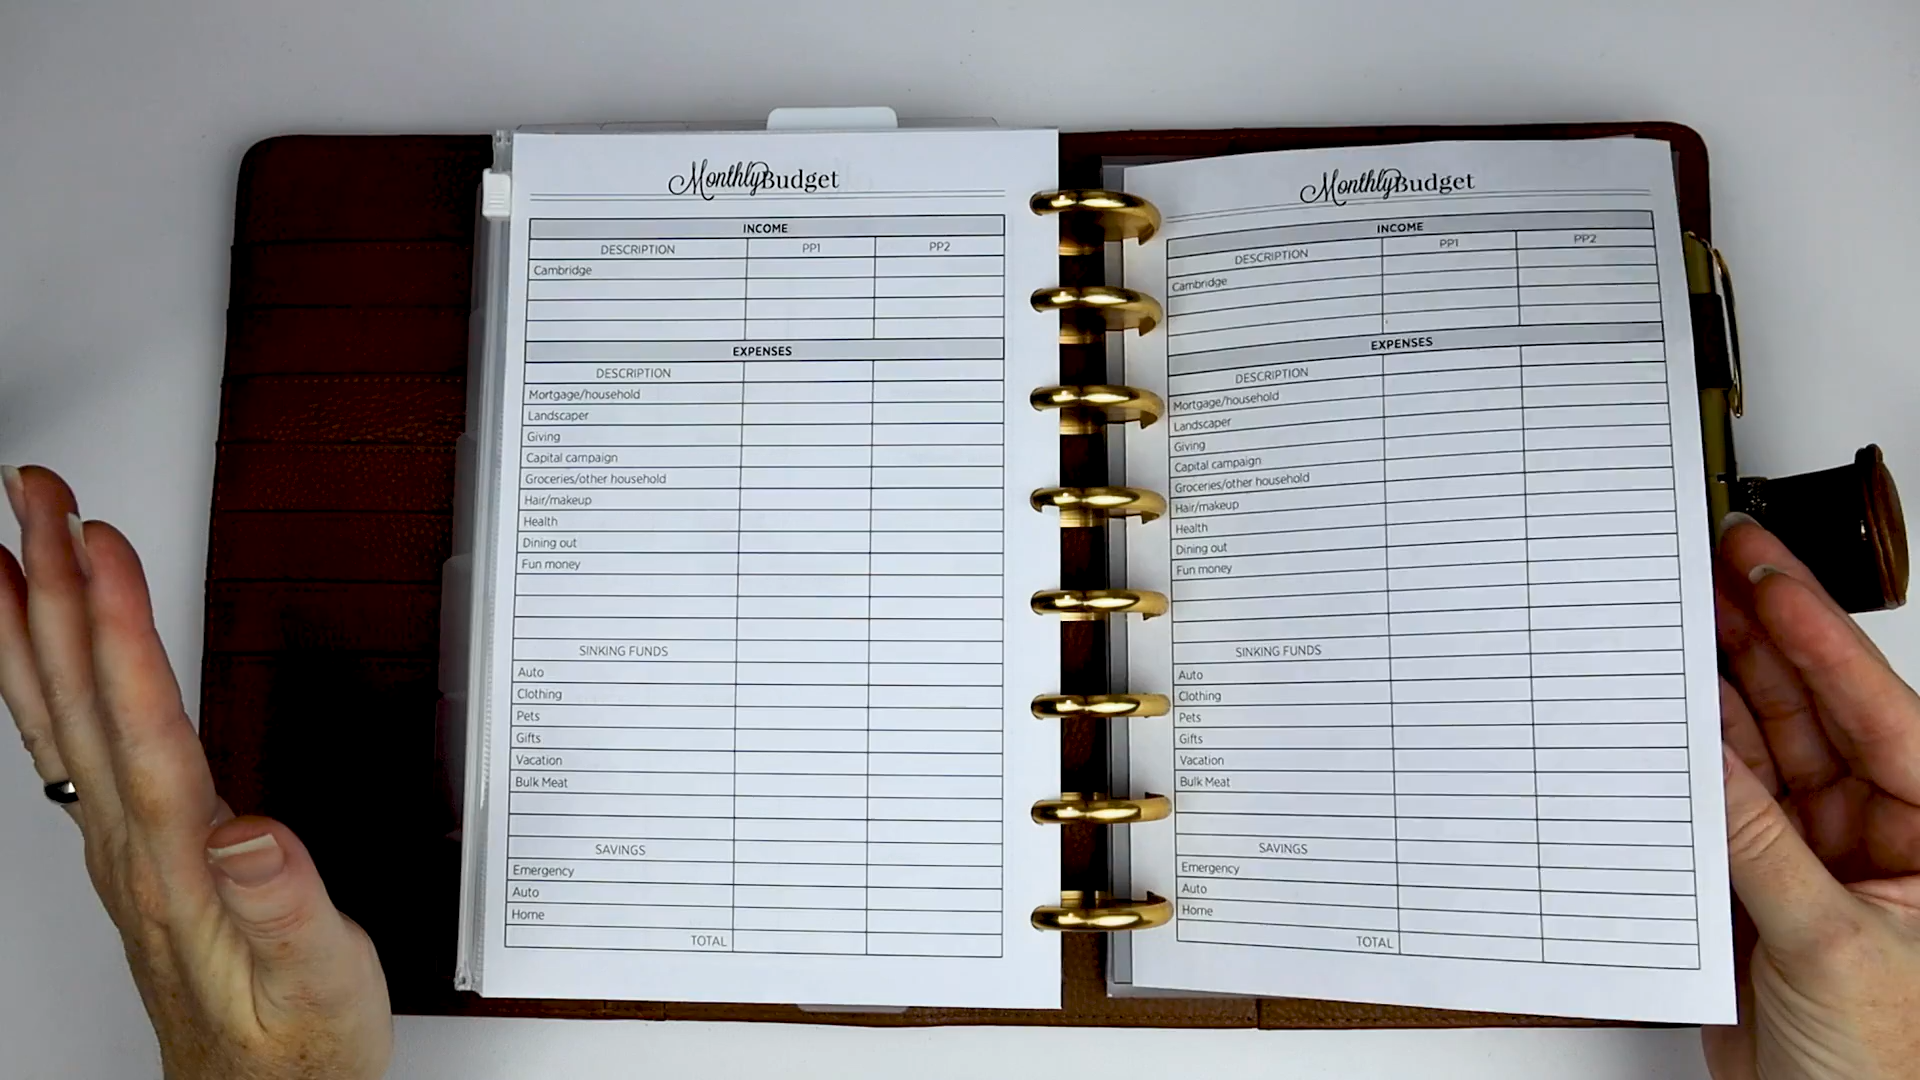 Monthly Budget
INCOME
DESCRIPTION PP1 PP2
Cambridge
EXPENSES
DESCRIPTION
Mortgage/household
Landscaper
Giving
Capital campaign
Groceries/other household
Hair/makeup
Health
Dining out
Fun money
SINKING FUNDS
Auto
Clothing
Pets
Gifts
Vacation
Bulk Meat
SAVINGS
Emergency
Auto
Home
TOTAL
Monthly Budget
INCOME
DESCRIPTION PP1 PP2
Cambridge
EXPENSES
DESCRIPTION
Mortgage/household
Landscaper
Giving
Capital campaign
Groceries/other household
Hair/makeup
Health
Dining out
Fun money
SINKING FUNDS
Auto
Clothing
Pets
Gifts
Vacation
Bulk Meat
SAVINGS
Emergency
Auto
Home
TOTAL